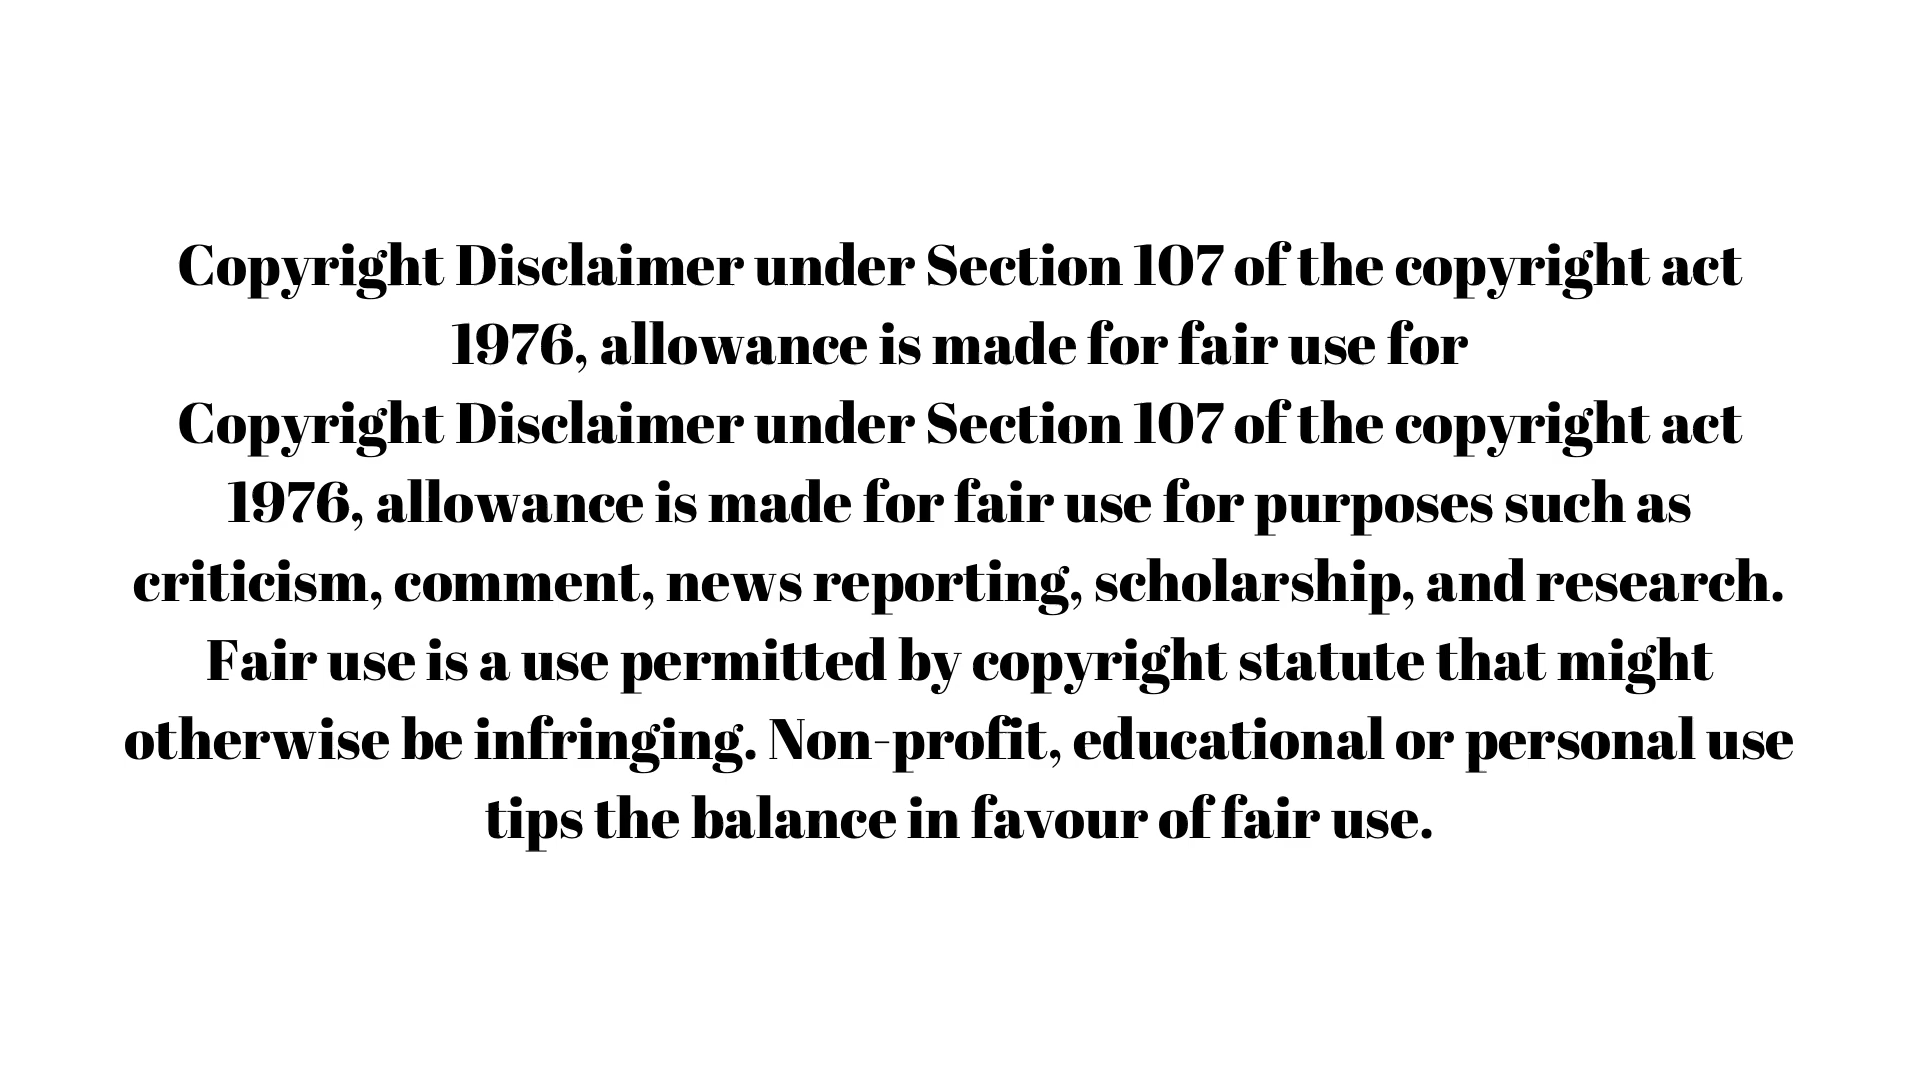 Copyright Disclaimer under Section 107 of the copyright act
1976, allowance is made for fair use for
Copyright Disclaimer under Section 107 of the copyright act
1976, allowance is made for fair use for purposes such as
criticism, comment, news reporting, scholarship, and research.
Fair use is a use permitted by copyright statute that might
otherwise be infringing. Non-profit, educational or personal use
tips the balance in favour of fair use.